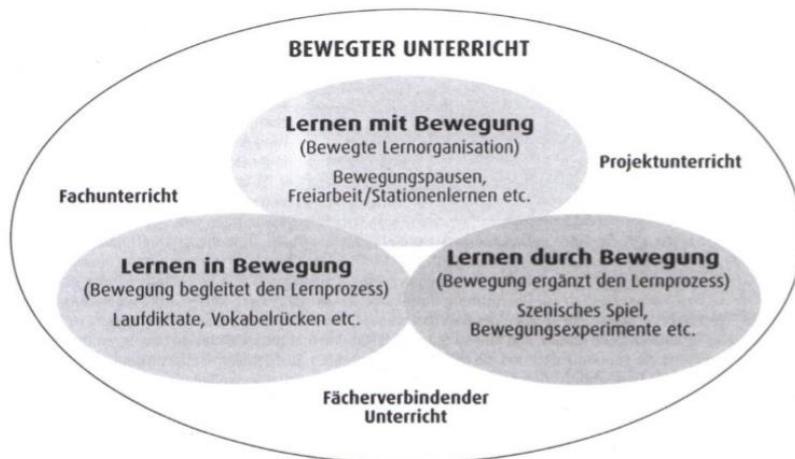 BEWEGTER UNTERRICHT
Lernen mit Bewegung
(Bewegte Lernorganisation)
Bewegungspausen,
Freiarbeit/Stationenlernen etc.
Projektunterricht
Fachunterricht
Lernen in Bewegung
(Bewegung begleitet den Lernprozess)
Laufdiktate, Vokabelrücken etc.
Lernen durch Bewegung
(Bewegung ergänzt den Lernprozess)
Szenisches Spiel,
Bewegungsexperimente etc.
Fächerverbindender
Unterricht